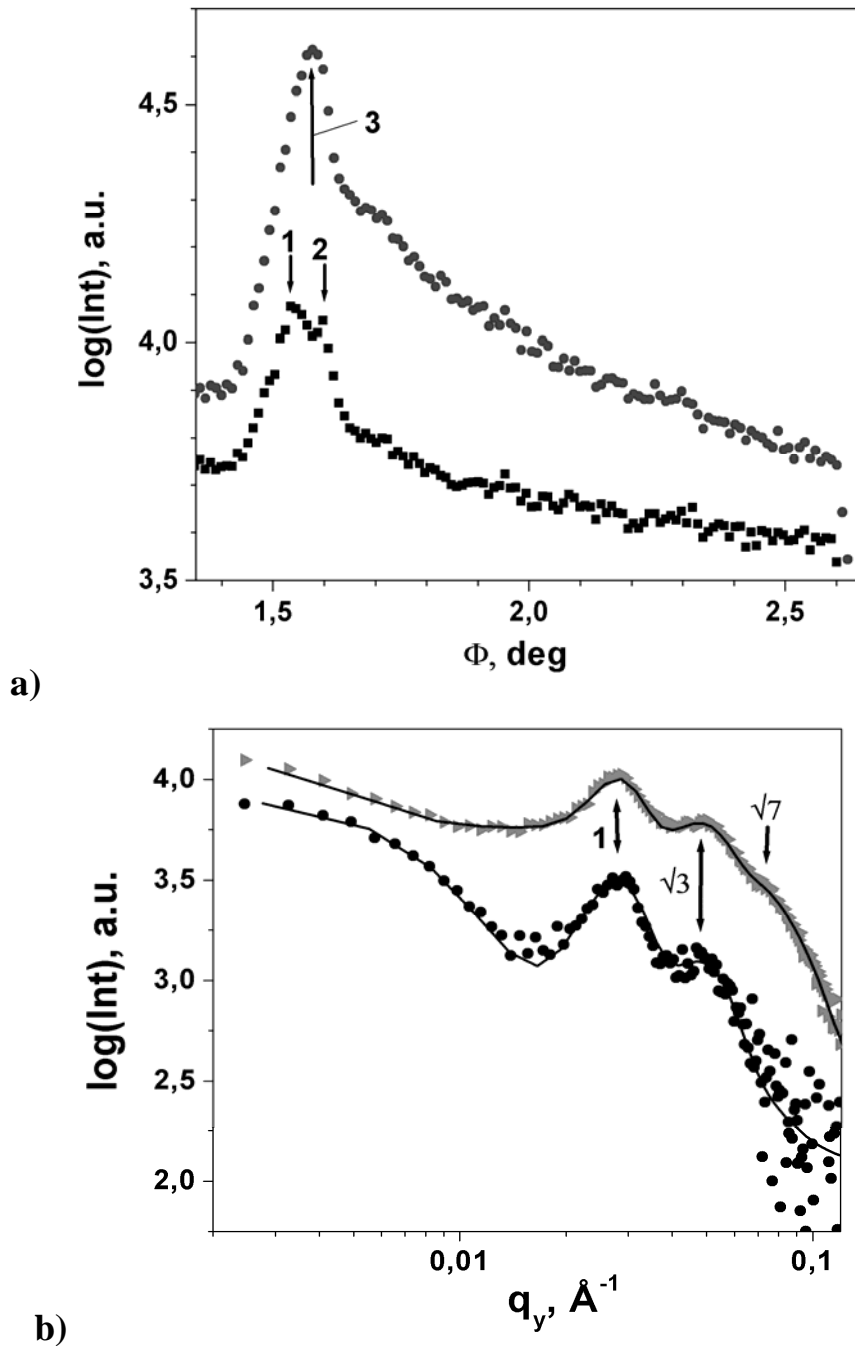 4,5
3
1 2
4,0
3,5
log(Int), a.u.
1,5 2,0 2,5
Φ, deg
a)
4,0
√7
1
3,5
√3
3,0
2,5
2,0
log(Int), a.u.
0,01 0,1
q_y, Å⁻¹
b)